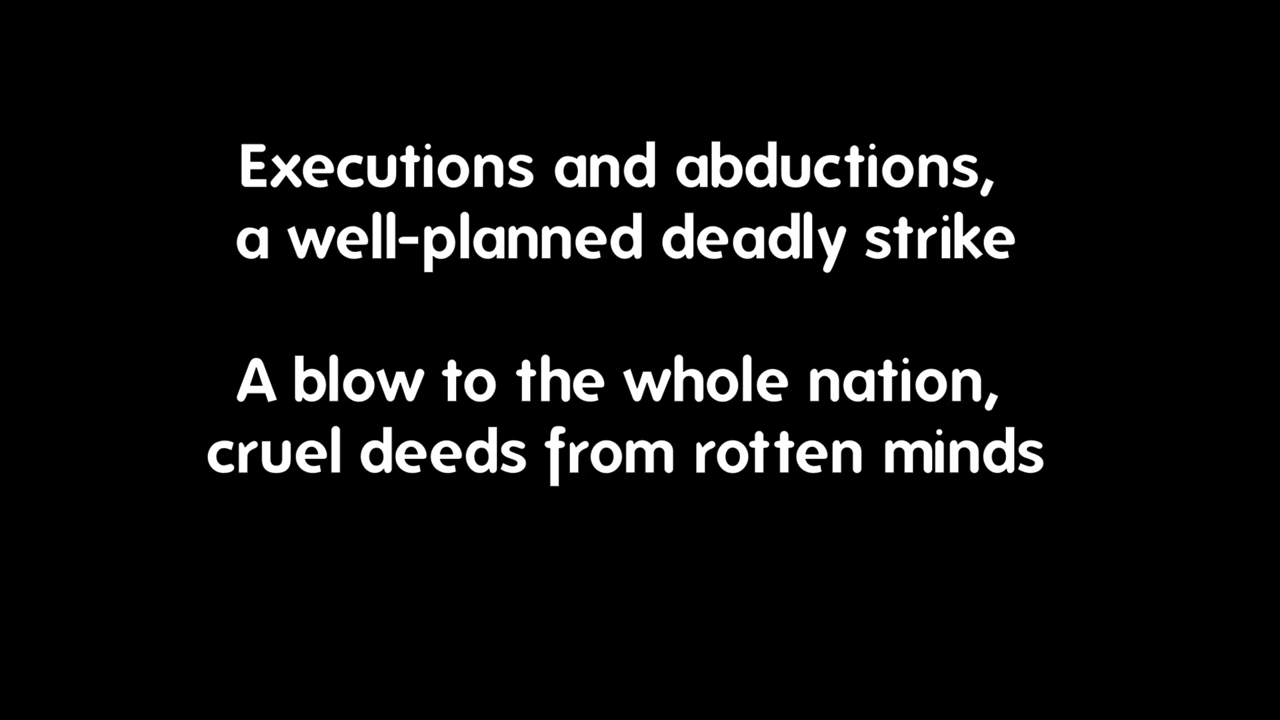 Executions and abductions,
a well-planned deadly strike
A blow to the whole nation,
cruel deeds from rotten minds